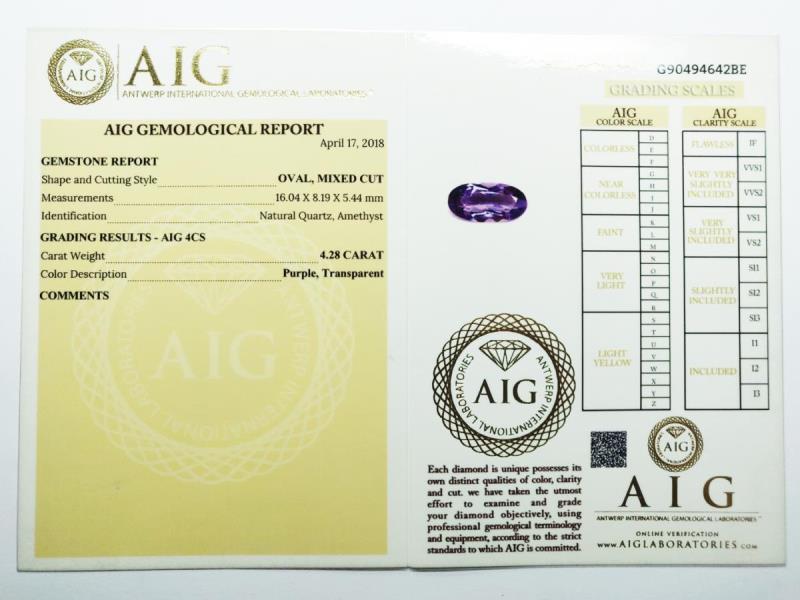 AIG
AIG
ANTWERP INTERNATIONAL GEMOLOGICAL LABORATORIES
AIG GEMOLOGICAL REPORT
April 17, 2018
GEMSTONE REPORT
Shape and Cutting Style OVAL, MIXED CUT
Measurements 16.04 X 8.19 X 5.44 mm
Identification Natural Quartz, Amethyst
GRADING RESULTS - AIG 4CS
Carat Weight 4.28 CARAT
Color Description Purple, Transparent
COMMENTS
AIG
G90494642BE
GRADING SCALES
AIG
COLOR SCALE
COLORLESS
D
E
F
NEAR
COLORLESS
G
H
I
J
FAINT
K
L
M
VERY
LIGHT
N
O
P
Q
R
LIGHT
YELLOW
S
T
U
V
W
X
Y
Z
AIG
CLARITY SCALE
FLAWLESS
IF
VERY VERY
SLIGHTLY
INCLUDED
VVS1
VVS2
VERY
SLIGHTLY
INCLUDED
VS1
VS2
SLIGHTLY
INCLUDED
SI1
SI2
SI3
INCLUDED
I1
I2
I3
ANTWERP INTERNATIONAL GEMOLOGICAL LABORATORIES
AIG
Each diamond is unique possesses its
own distinct qualities of color, clarity
and cut. we have taken the utmost
effort to examine and grade
your diamond objectively, using
professional gemological terminology
and equipment, according to the strict
standards to which AIG is committed.
AIG
AIG
ANTWERP INTERNATIONAL GEMOLOGICAL LABORATORIES
ONLINE VERIFICATION
www.AIGLABORATORIES.COM